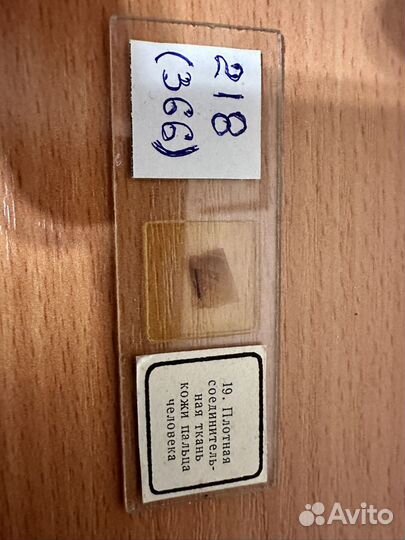 218
(366)
19. Плотная
соединитель-
ная ткань
кожи пальца
человека
Avito